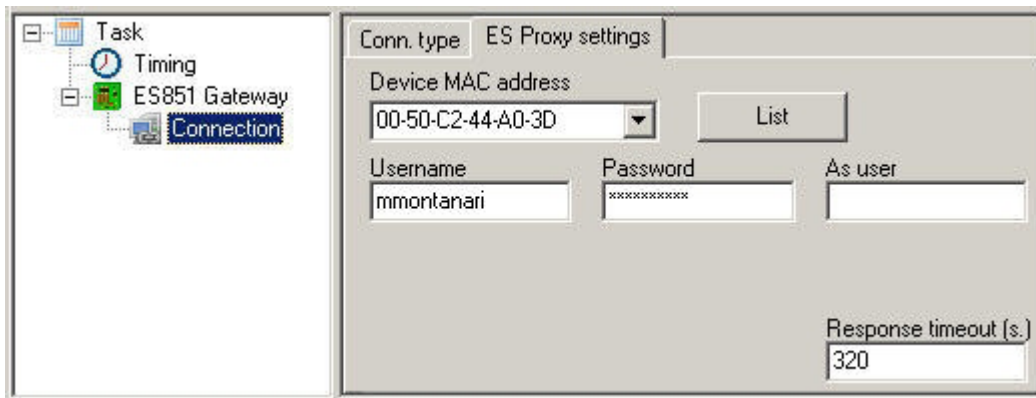 Task
Timing
ES851 Gateway
Connection
Conn. type
ES Proxy settings
Device MAC address
00-50-C2-44-A0-3D
List
Username
Password
As user
mmontanari
**********
Response timeout (s.)
320